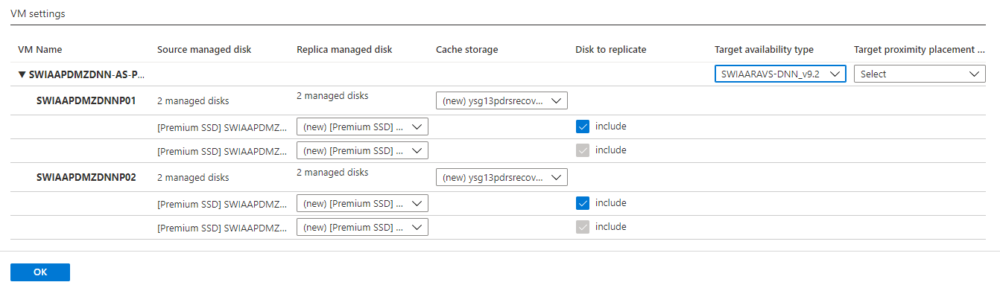 VM settings
VM Name Source managed disk Replica managed disk Cache storage Disk to replicate Target availability type Target proximity placement ...
▼ SWIAAPDMZDNN-AS-P... SWIAARAVS-DNN_v9.2 Select
SWIAAPDMZDNNP01 2 managed disks 2 managed disks (new) ysg13pdrsrecov...
[Premium SSD] SWIAAPDMZ... (new) [Premium SSD] ... include
[Premium SSD] SWIAAPDMZ... (new) [Premium SSD] ... include
SWIAAPDMZDNNP02 2 managed disks 2 managed disks (new) ysg13pdrsrecov...
[Premium SSD] SWIAAPDMZ... (new) [Premium SSD] ... include
[Premium SSD] SWIAAPDMZ... (new) [Premium SSD] ... include
OK